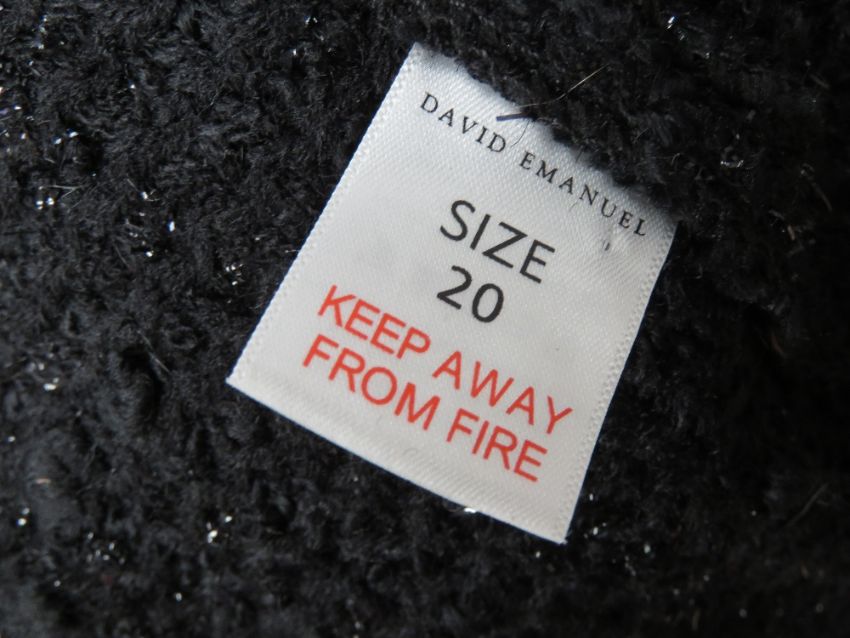 DAVID EMANUEL
SIZE
20
KEEP AWAY
FROM FIRE